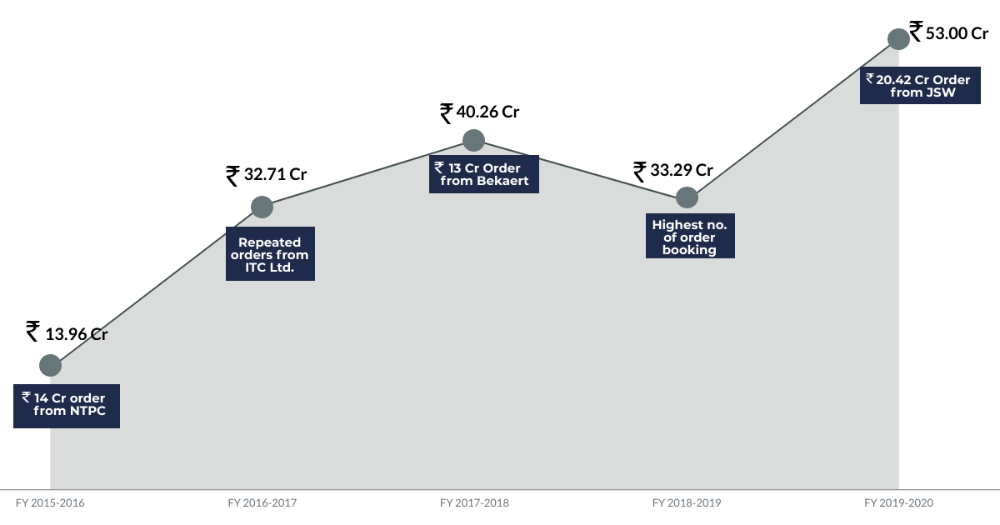 ₹ 53.00 Cr
₹ 20.42 Cr Order
from JSW
₹ 40.26 Cr
₹ 13 Cr Order
from Bekaert
₹ 32.71 Cr
Repeated
orders from
ITC Ltd.
₹ 33.29 Cr
Highest no.
of order
booking
₹ 13.96 Cr
₹ 14 Cr order
from NTPC
FY 2015-2016
FY 2016-2017
FY 2017-2018
FY 2018-2019
FY 2019-2020